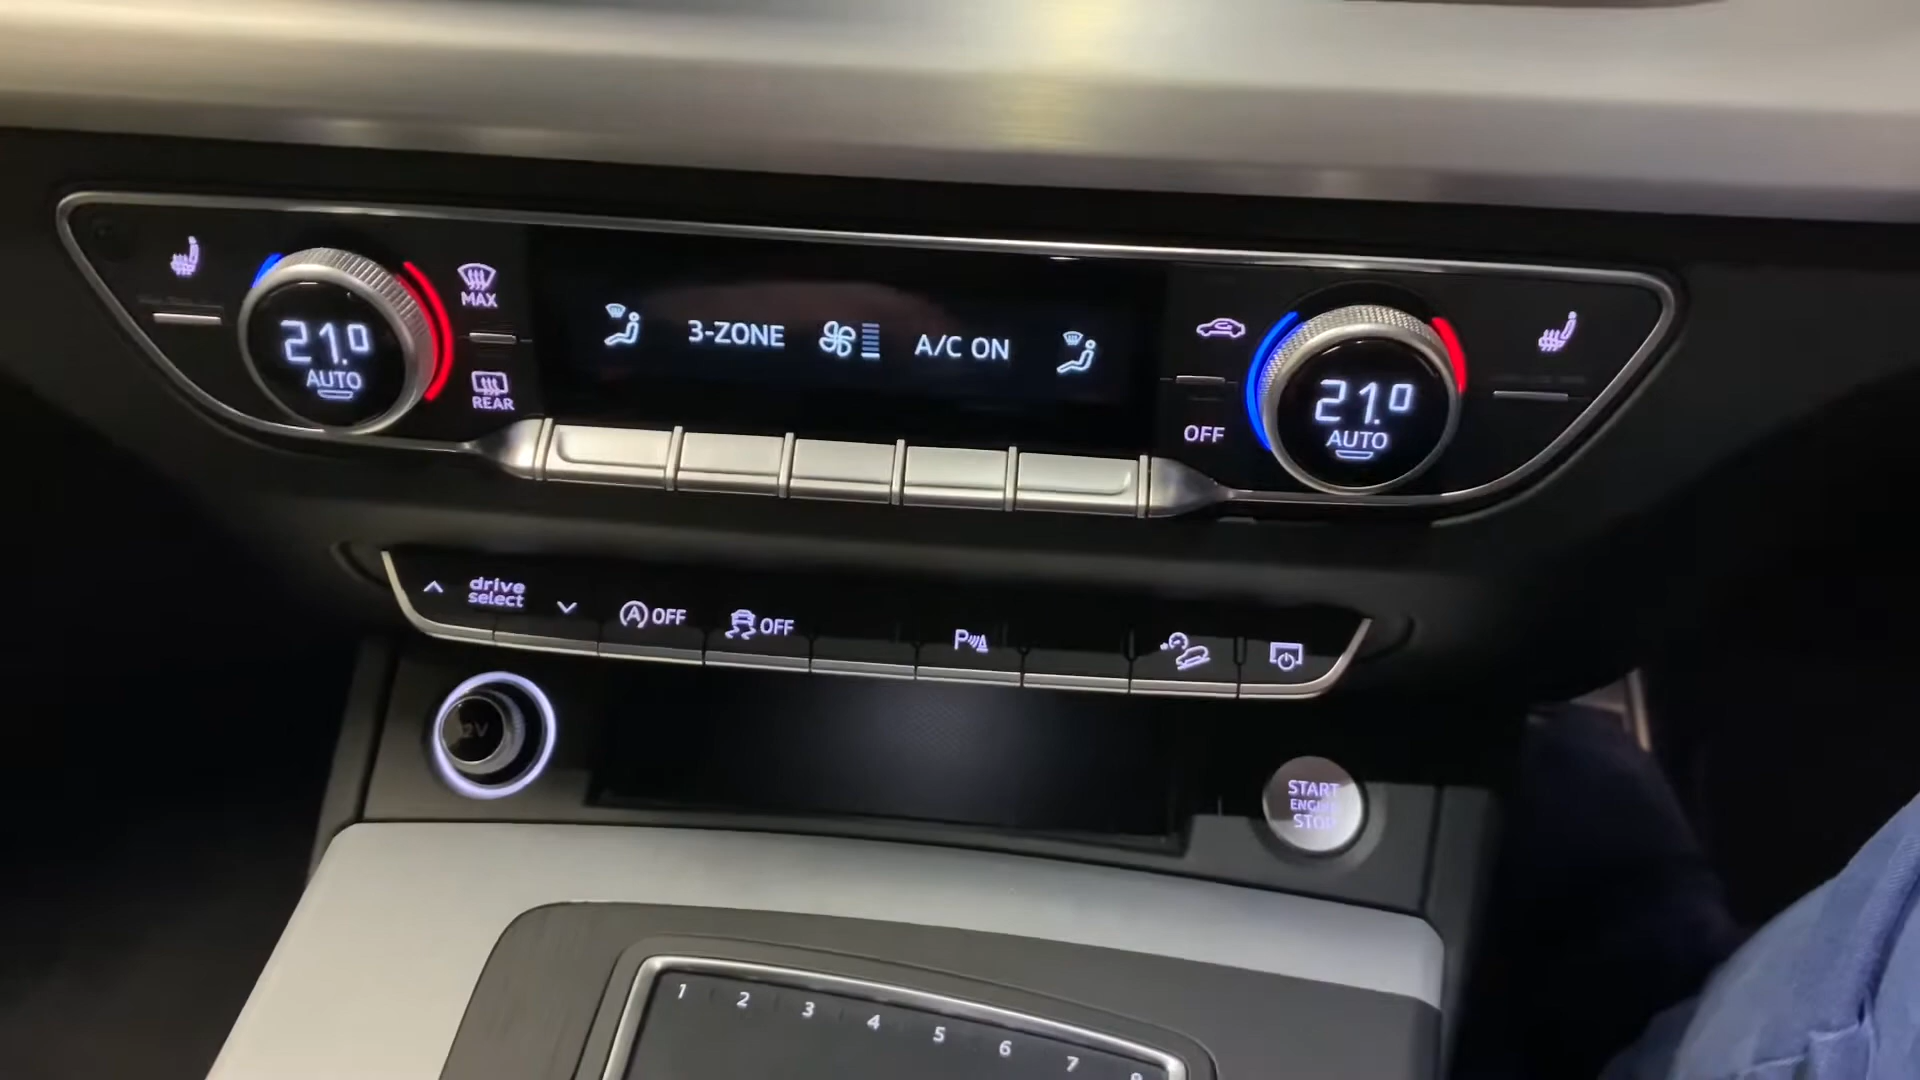 21.0
AUTO
MAX
REAR
3-ZONE
A/C ON
OFF
21.0
AUTO
drive
select
A OFF
OFF
P
START
STOP
1 2 3 4 5 6 7